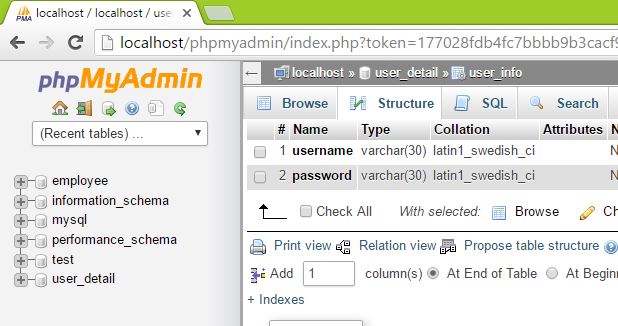 PMA
localhost / localhost / use
localhost/phpmyadmin/index.php?token=177028fdb4fc7bbbb9b3cacf9
phpMyAdmin
(Recent tables) ...
employee
information_schema
mysql
performance_schema
test
user_detail
localhost » user_detail » user_info
Browse Structure SQL Search
# Name Type Collation Attributes N
1 username varchar(30) latin1_swedish_ci N
2 password varchar(30) latin1_swedish_ci N
Check All With selected: Browse Ch
Print view Relation view Propose table structure
Add 1 column(s) At End of Table At Beginn
+ Indexes